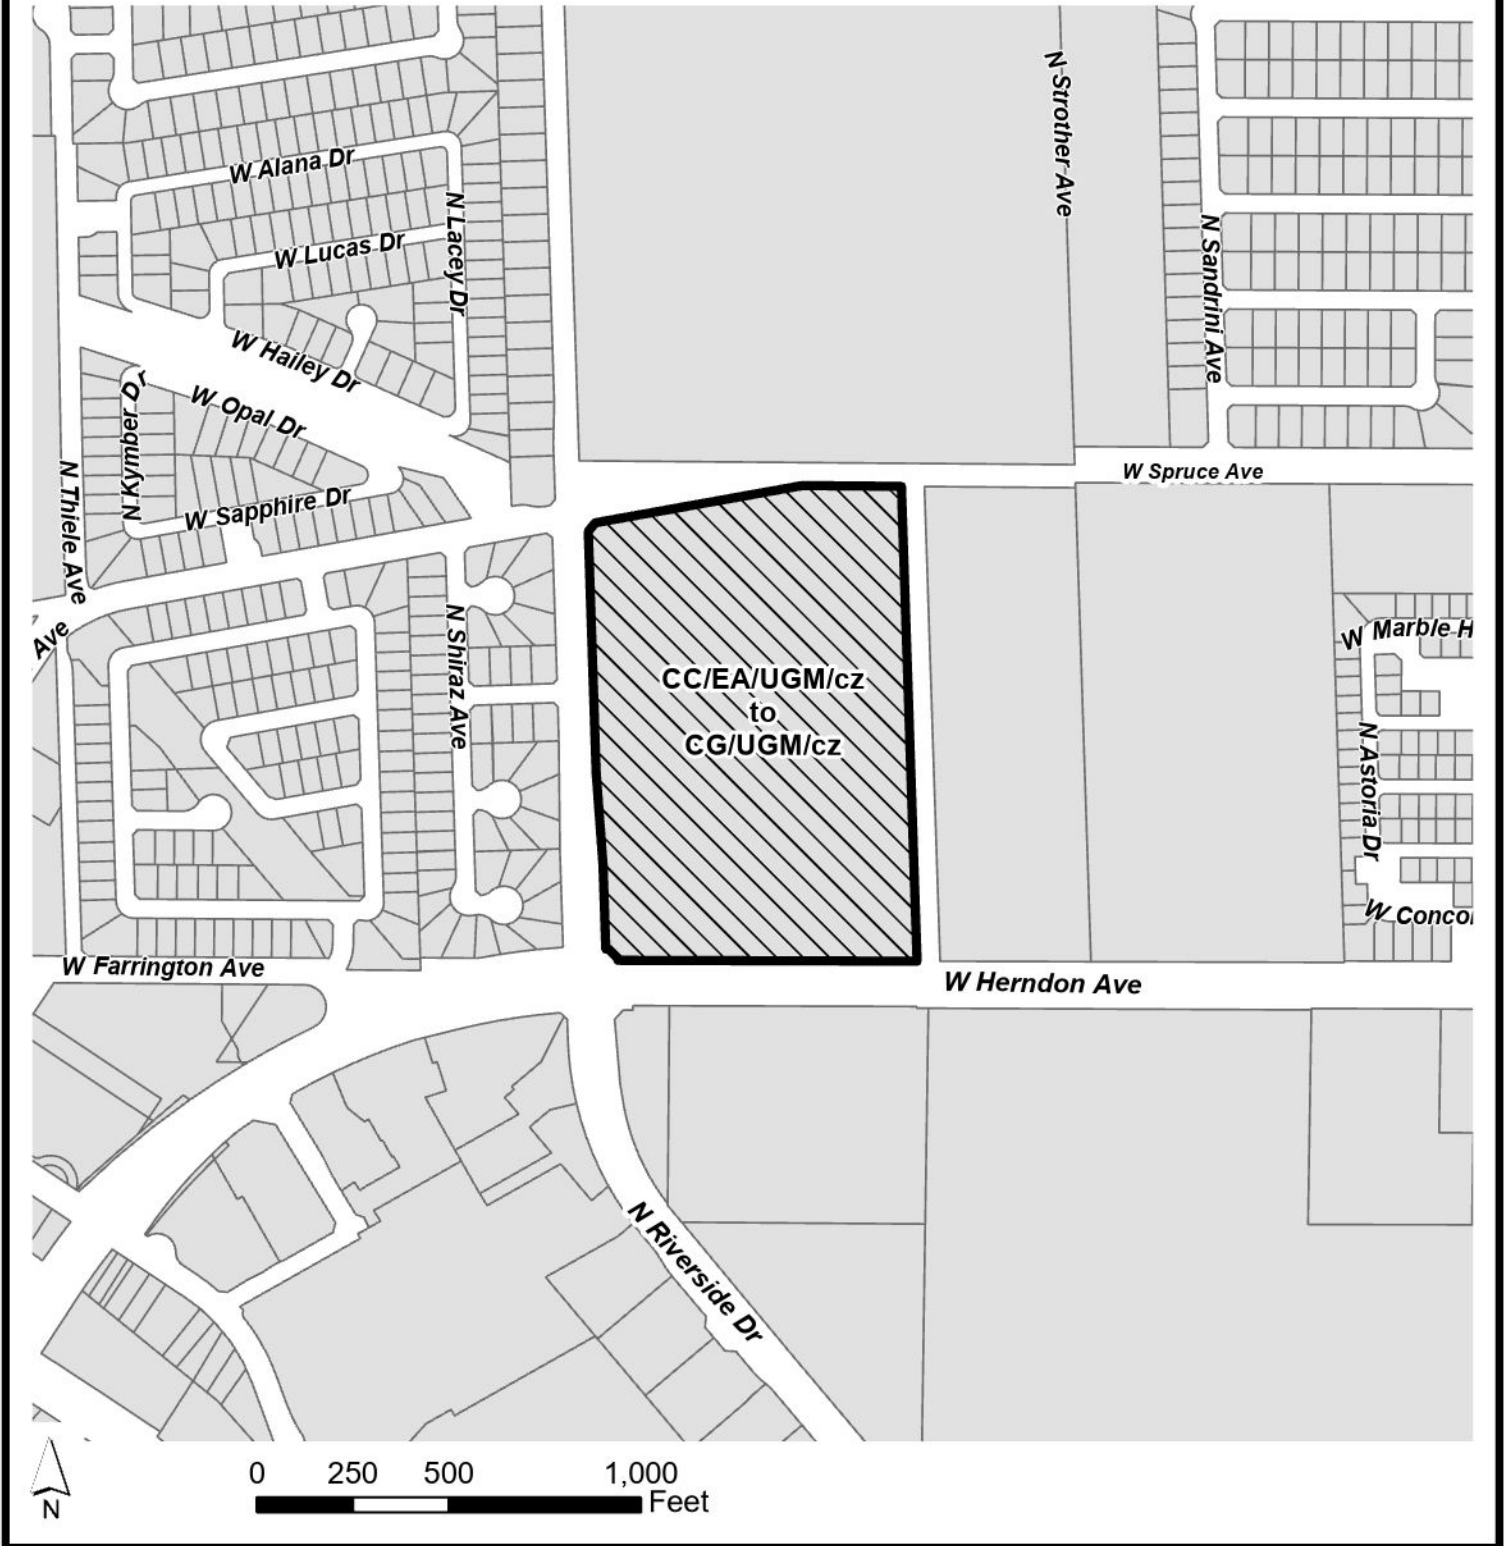 N Strother Ave
W Alana Dr
N Lacey Dr
W Lucas Dr
N Sandrini Ave
W Hailey Dr
N Kymber Dr
W Opal Dr
N Thiele Ave
W Spruce Ave
W Sapphire Dr
N Shiraz Ave
Ave
W Marble H
CC/EA/UGM/cz
to
CG/UGM/cz
N Astoria Dr
W Conco
W Farrington Ave
W Herndon Ave
N Riverside Dr
N
0 250 500 1,000
Feet